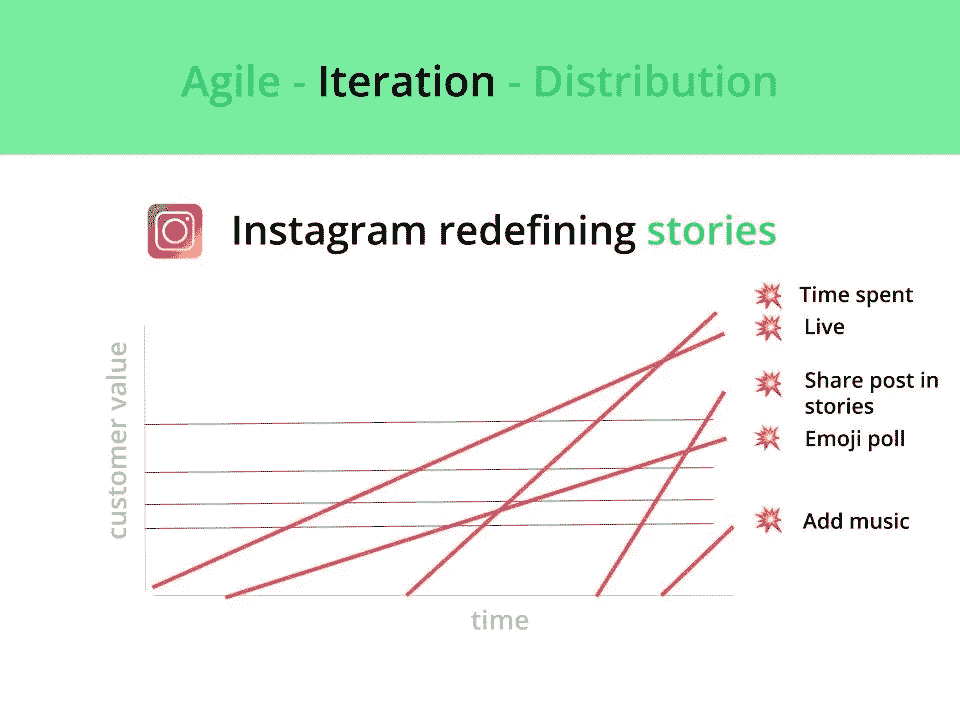 Agile - Iteration - Distribution
Instagram redefining stories
Time spent
Live
Share post in
stories
Emoji poll
Add music
customer value
time